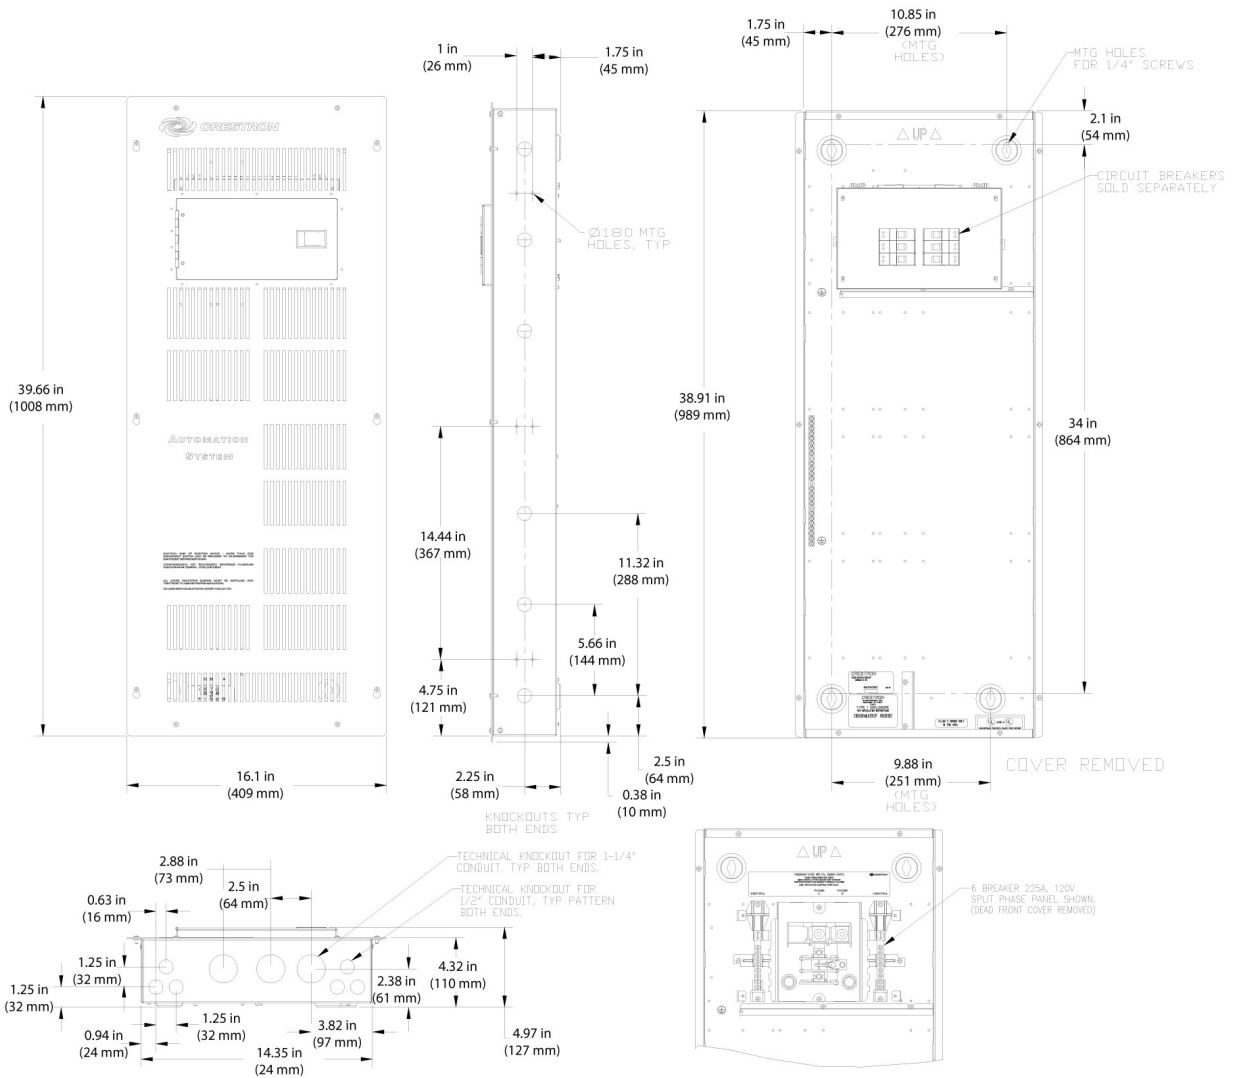 1.75 in
(45 mm)
10.85 in
(276 mm)
(MTG
HOLES)
1 in
(26 mm)
1.75 in
(45 mm)
MTG HOLES
FOR 1/4" SCREWS
2.1 in
(54 mm)
CRESTRON
△ UP △
CIRCUIT BREAKERS
SOLD SEPARATELY
Ø180 MTG
HOLES, TYP
39.66 in
(1008 mm)
38.91 in
(989 mm)
34 in
(864 mm)
AUTOMATION
SYSTEM
14.44 in
(367 mm)
11.32 in
(288 mm)
5.66 in
(144 mm)
4.75 in
(121 mm)
CRESTRON
CRESTRON
TYPE 1 ENCLOSURE
16.1 in
(409 mm)
2.25 in
(58 mm)
2.5 in
(64 mm)
0.38 in
(10 mm)
9.88 in
(251 mm)
(MTG
HOLES)
COVER REMOVED
KNOCKOUTS TYP
BOTH ENDS
TECHNICAL KNOCKOUT FOR 1-1/4"
CONDUIT, TYP BOTH ENDS.
TECHNICAL KNOCKOUT FOR
1/2" CONDUIT, TYP PATTERN
BOTH ENDS.
2.88 in
(73 mm)
2.5 in
(64 mm)
0.63 in
(16 mm)
1.25 in
(32 mm)
1.25 in
(32 mm)
4.32 in
(110 mm)
2.38 in
(61 mm)
0.94 in
(24 mm)
1.25 in
(32 mm)
3.82 in
(97 mm)
14.35 in
(24 mm)
4.97 in
(127 mm)
△ UP △
6 BREAKER 225A, 120V
SPLIT PHASE PANEL SHOWN.
(DEAD FRONT COVER REMOVED)